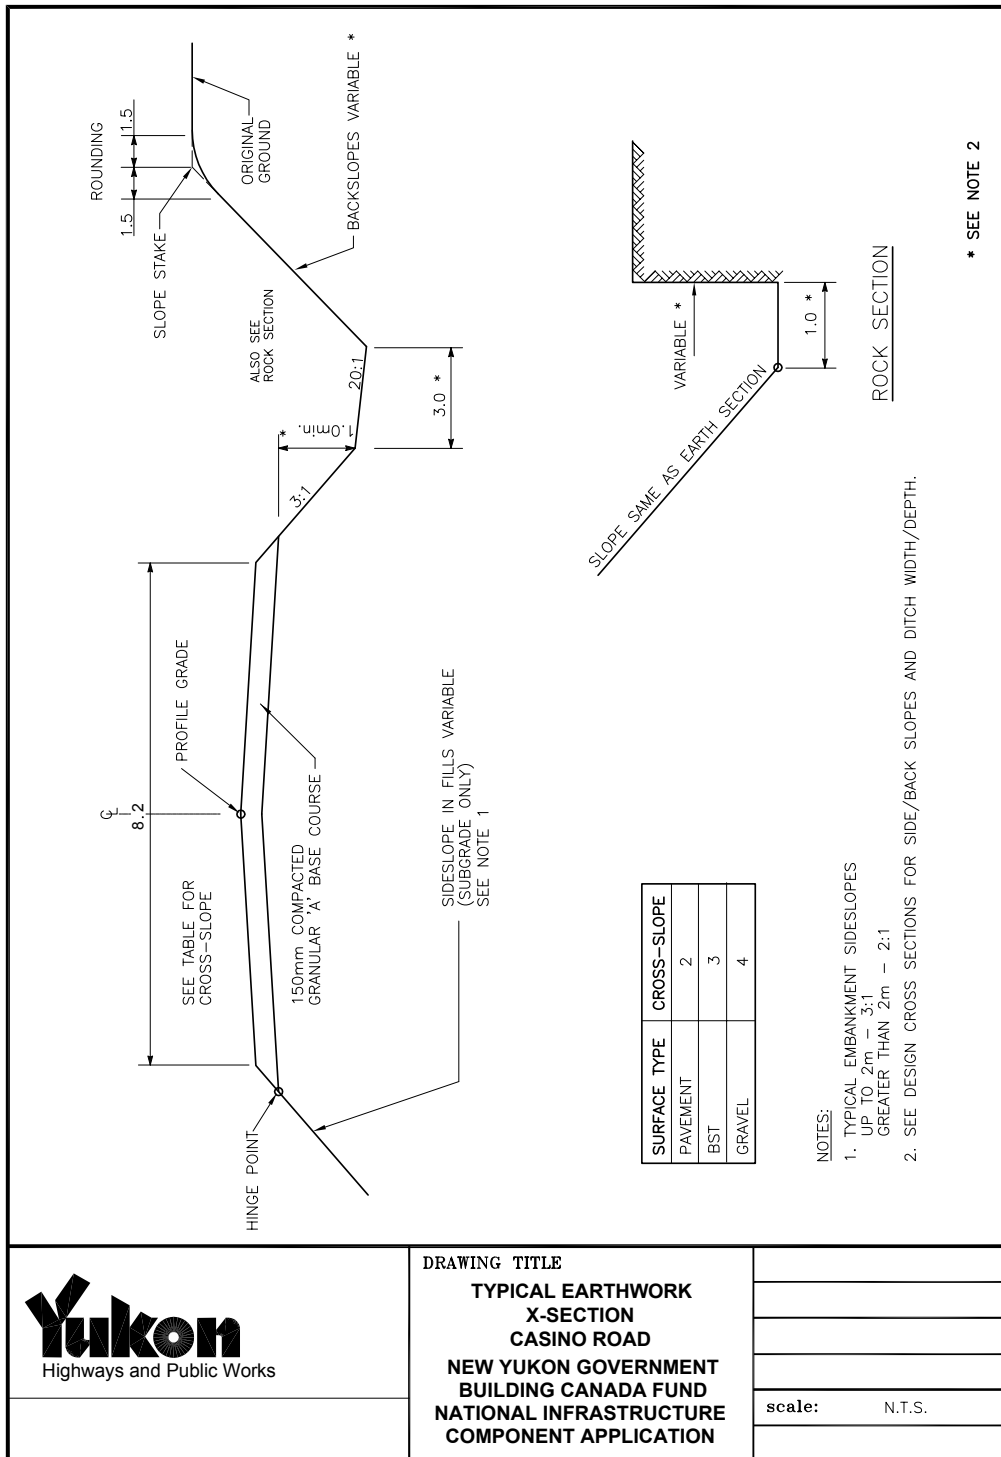 ROUNDING
1.5
1.5
SLOPE STAKE
ORIGINAL
GROUND
BACKSLOPES VARIABLE *
ALSO SEE
ROCK SECTION
20:1
3.0 *
1.0min. *
3:1
℄
8.2
PROFILE GRADE
SEE TABLE FOR
CROSS-SLOPE
150mm COMPACTED
GRANULAR 'A' BASE COURSE
HINGE POINT
SIDESLOPE IN FILLS VARIABLE
(SUBGRADE ONLY)
SEE NOTE 1
VARIABLE *
1.0 *
SLOPE SAME AS EARTH SECTION
ROCK SECTION
* SEE NOTE 2
SURFACE TYPE CROSS-SLOPE
PAVEMENT 2
BST 3
GRAVEL 4
NOTES:
1. TYPICAL EMBANKMENT SIDESLOPES
UP TO 2m - 3:1
GREATER THAN 2m - 2:1
2. SEE DESIGN CROSS SECTIONS FOR SIDE/BACK SLOPES AND DITCH WIDTH/DEPTH.
Yukon
Highways and Public Works
DRAWING TITLE
TYPICAL EARTHWORK
X-SECTION
CASINO ROAD
NEW YUKON GOVERNMENT
BUILDING CANADA FUND
NATIONAL INFRASTRUCTURE
COMPONENT APPLICATION
scale: N.T.S.